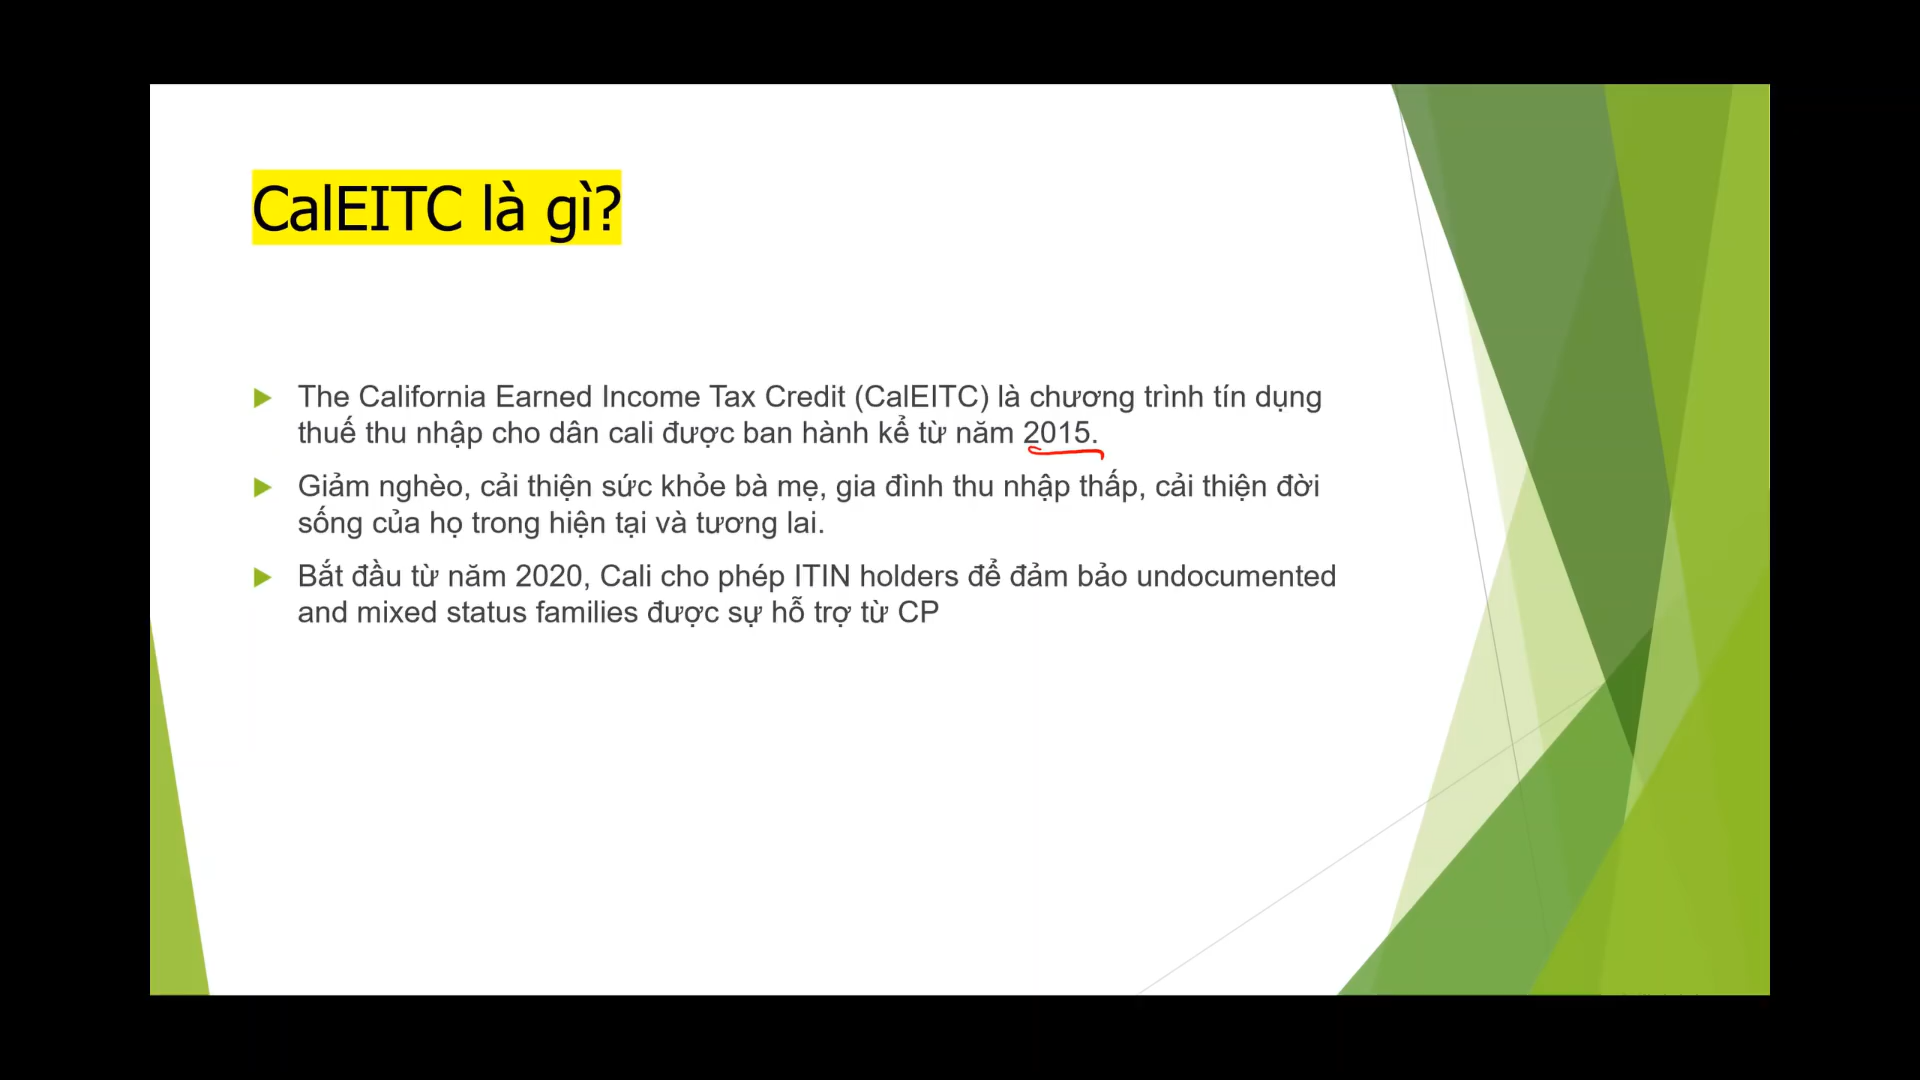 CalEITC là gì?
The California Earned Income Tax Credit (CalEITC) là chương trình tín dụng
thuế thu nhập cho dân cali được ban hành kể từ năm 2015.
Giảm nghèo, cải thiện sức khỏe bà mẹ, gia đình thu nhập thấp, cải thiện đời
sống của họ trong hiện tại và tương lai.
Bắt đầu từ năm 2020, Cali cho phép ITIN holders để đảm bảo undocumented
and mixed status families được sự hỗ trợ từ CP